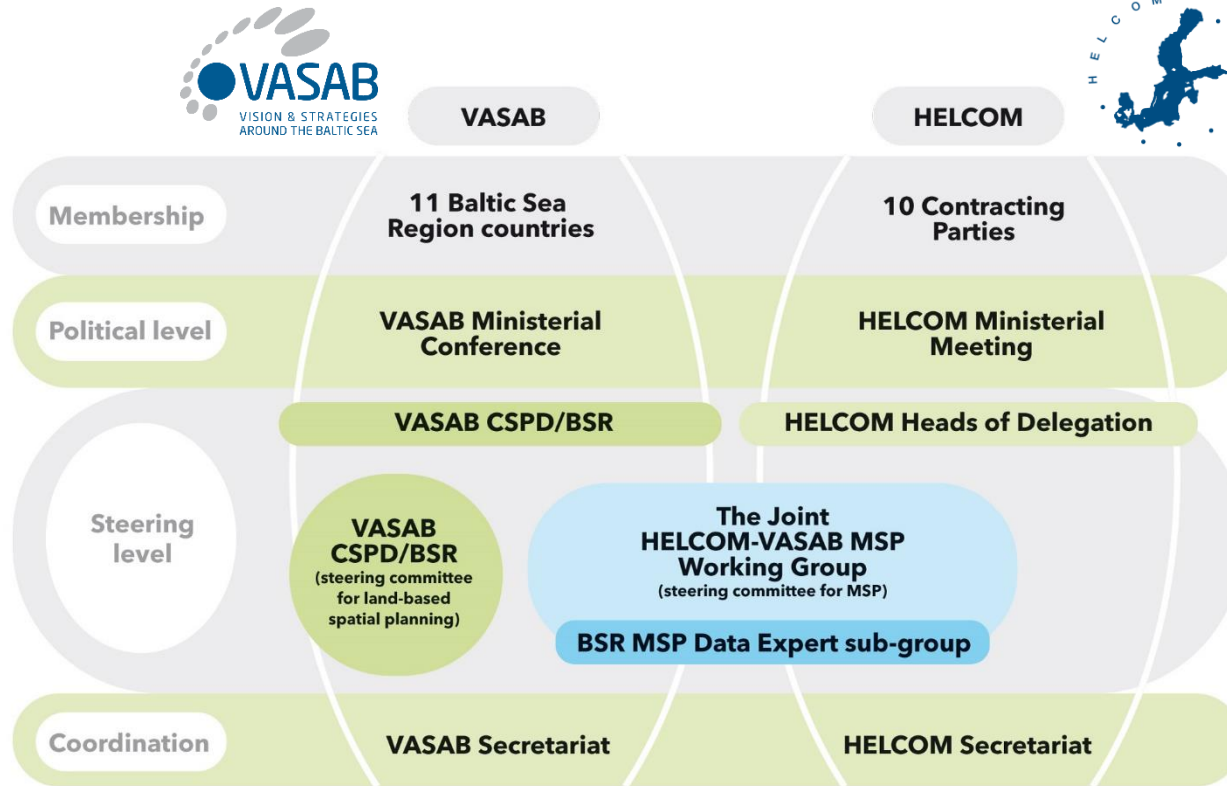 HELCOM
VASAB
VISION & STRATEGIES
AROUND THE BALTIC SEA
VASAB
HELCOM
Membership
11 Baltic Sea
Region countries
10 Contracting
Parties
Political level
VASAB Ministerial
Conference
HELCOM Ministerial
Meeting
VASAB CSPD/BSR
HELCOM Heads of Delegation
Steering
level
VASAB
CSPD/BSR
(steering committee
for land-based
spatial planning)
The Joint
HELCOM-VASAB MSP
Working Group
(steering committee for MSP)
BSR MSP Data Expert sub-group
Coordination
VASAB Secretariat
HELCOM Secretariat